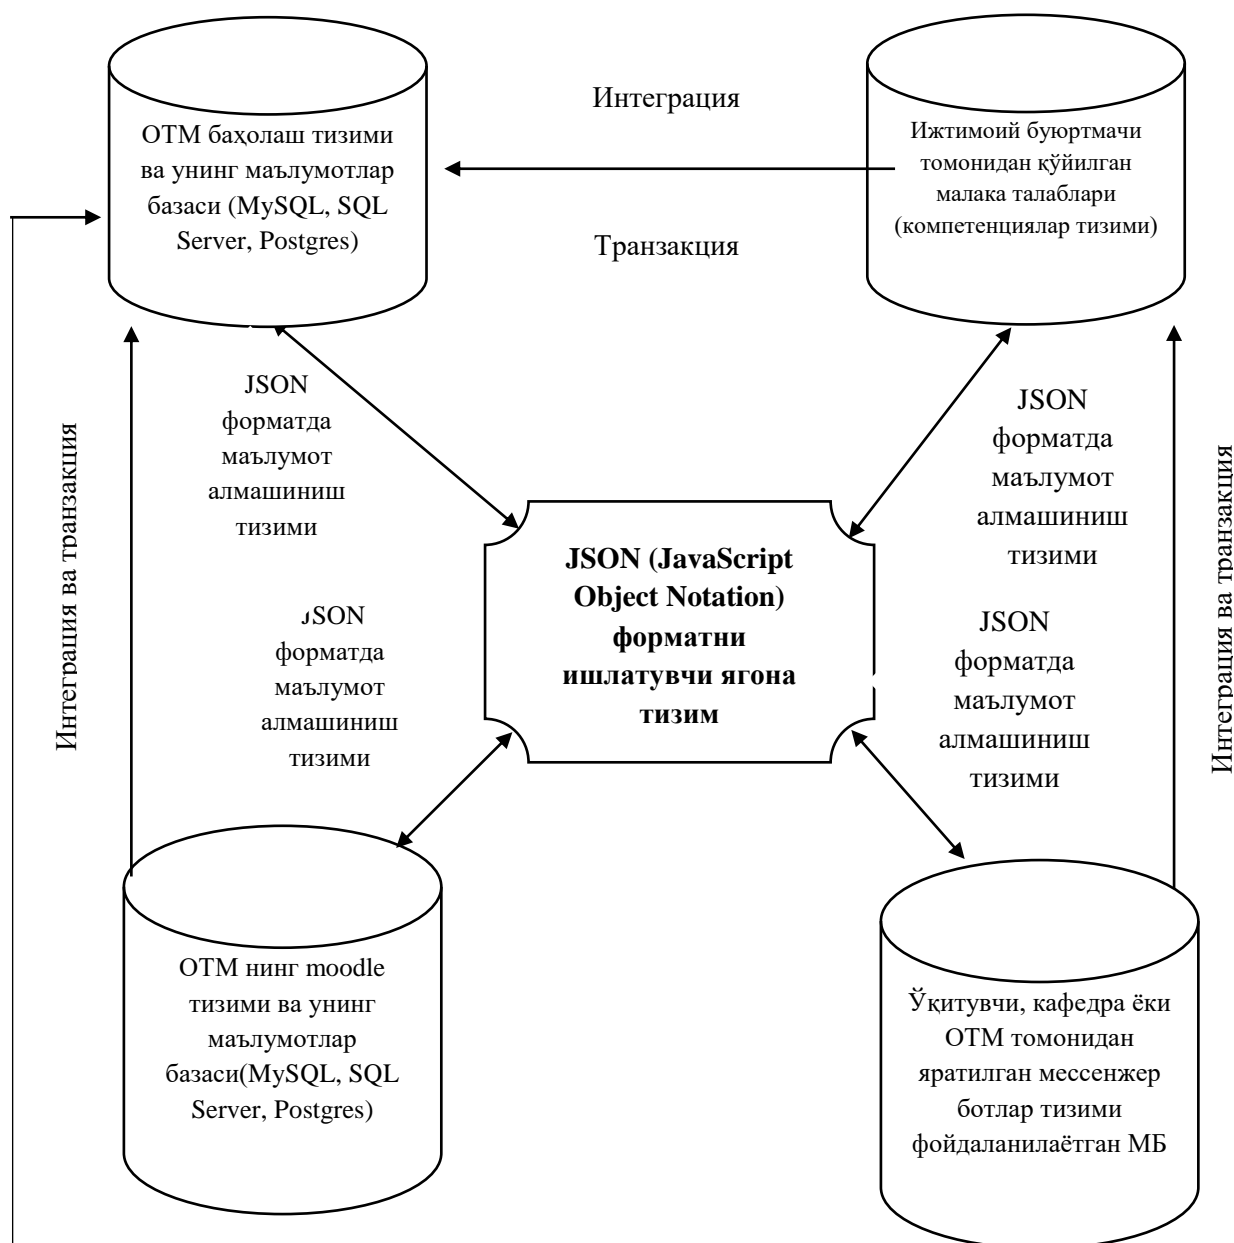 ОТМ баҳолаш тизими
ва унинг маълумотлар
базаси (MySQL, SQL
Server, Postgres)
Интеграция
Транзакция
Ижтимоий буюртмачи
томонидан қўйилган
малака талаблари
(компетенциялар тизими)
Интеграция ва транзакция
JSON
форматда
маълумот
алмашиниш
тизими
JSON
форматда
маълумот
алмашиниш
тизими
JSON (JavaScript
Object Notation)
форматни
ишлатувчи ягона
тизим
JSON
форматда
маълумот
алмашиниш
тизими
JSON
форматда
маълумот
алмашиниш
тизими
Интеграция ва транзакция
ОТМ нинг moodle
тизими ва унинг
маълумотлар
базаси(MySQL, SQL
Server, Postgres)
Ўқитувчи, кафедра ёки
ОТМ томонидан
яратилган мессенжер
ботлар тизими
фойдаланилаётган МБ